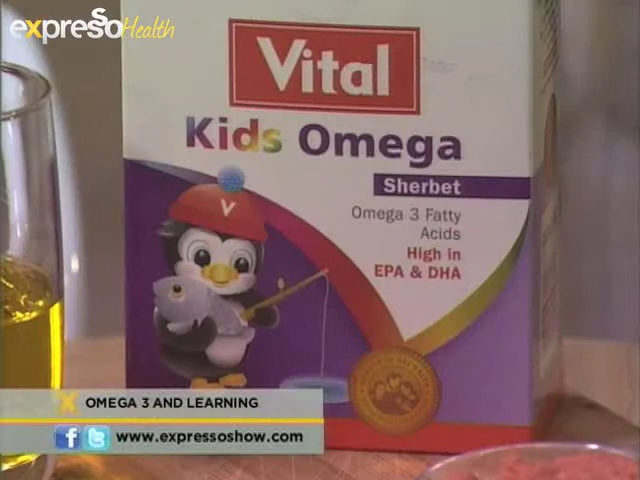 expresso Health
Vital
Kids Omega
Sherbet
Omega 3 Fatty
Acids
High in
EPA & DHA
V
OMEGA 3 AND LEARNING
www.expressoshow.com